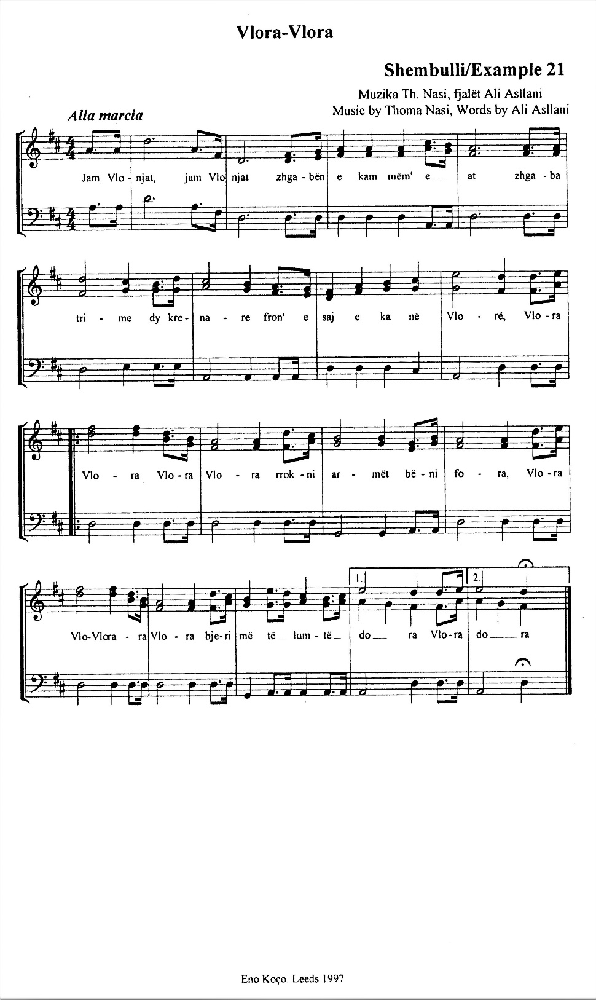 Vlora-Vlora
Shembulli/Example 21
Muzika Th. Nasi, fjalët Ali Asllani
Music by Thoma Nasi, Words by Ali Asllani
Alla marcia
Jam Vlo - njat, jam Vlo njat zhga - bën e kam mëm' e at zhga - ba
tri - me dy kre - na - re fron' e saj e ka në Vlo - rë, Vlo - ra
Vlo - ra Vlo - ra Vlo - ra rrok - ni ar - mët bë - ni fo - ra, Vlo - ra
1. 2.
Vlo-Vlora - ra Vlo - ra bje-ri më të lum - të do ra Vlo-ra do ra
Eno Koço. Leeds 1997